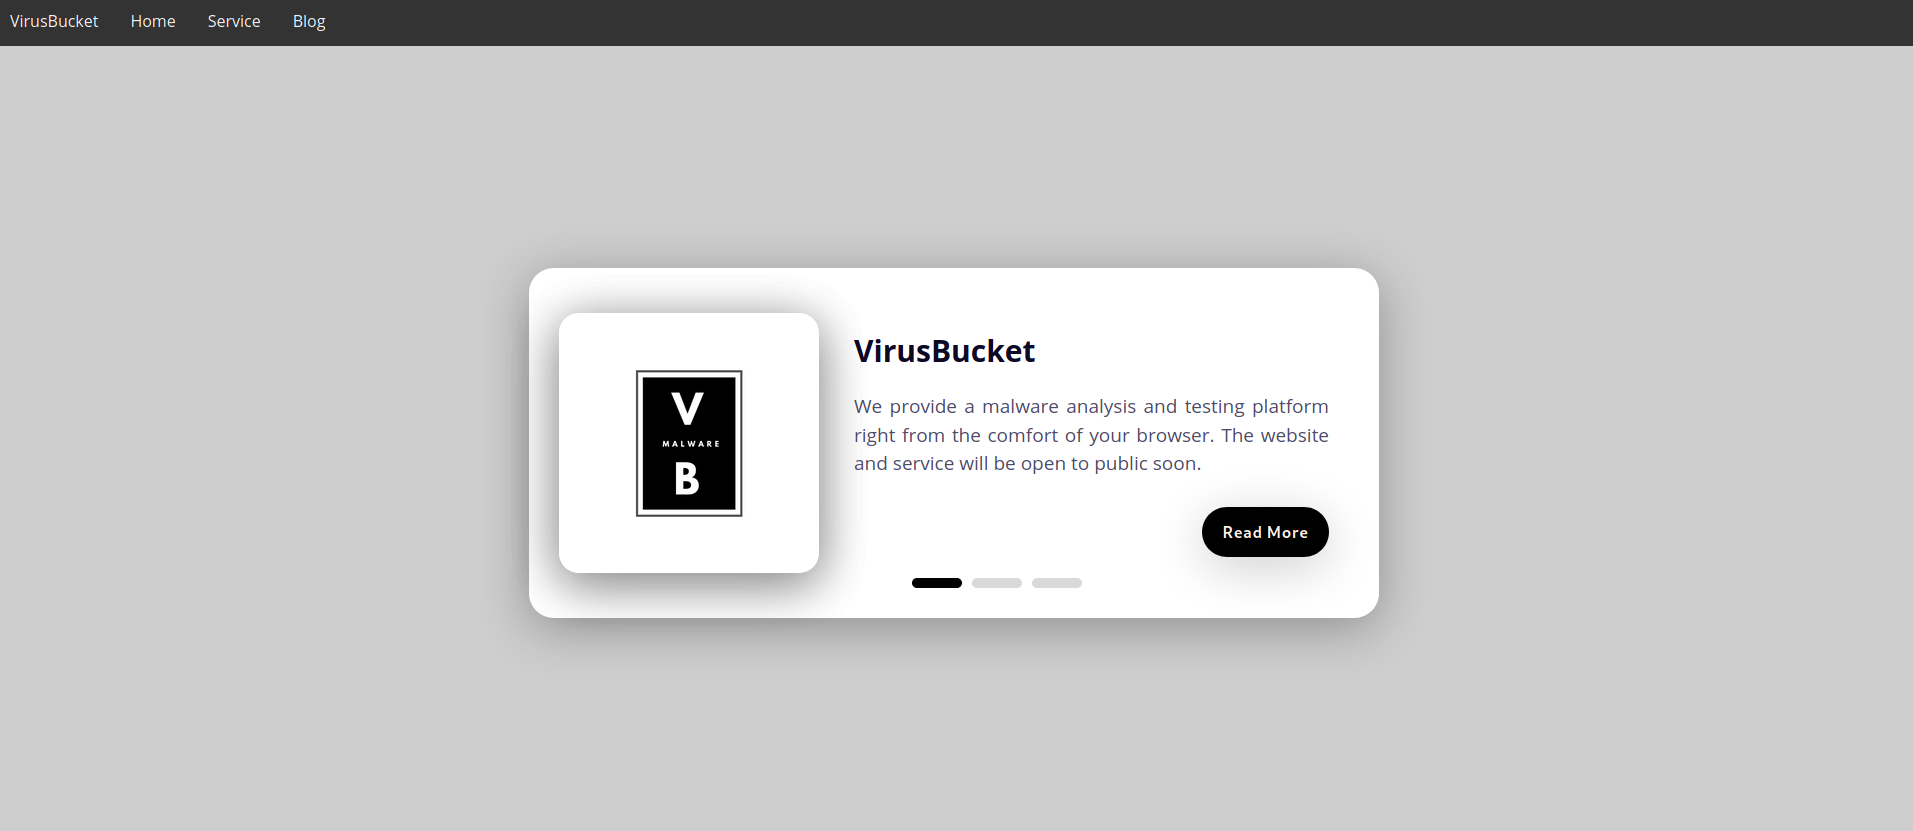 VirusBucket Home Service Blog
V
MALWARE
B
VirusBucket
We provide a malware analysis and testing platform
right from the comfort of your browser. The website
and service will be open to public soon.
Read More